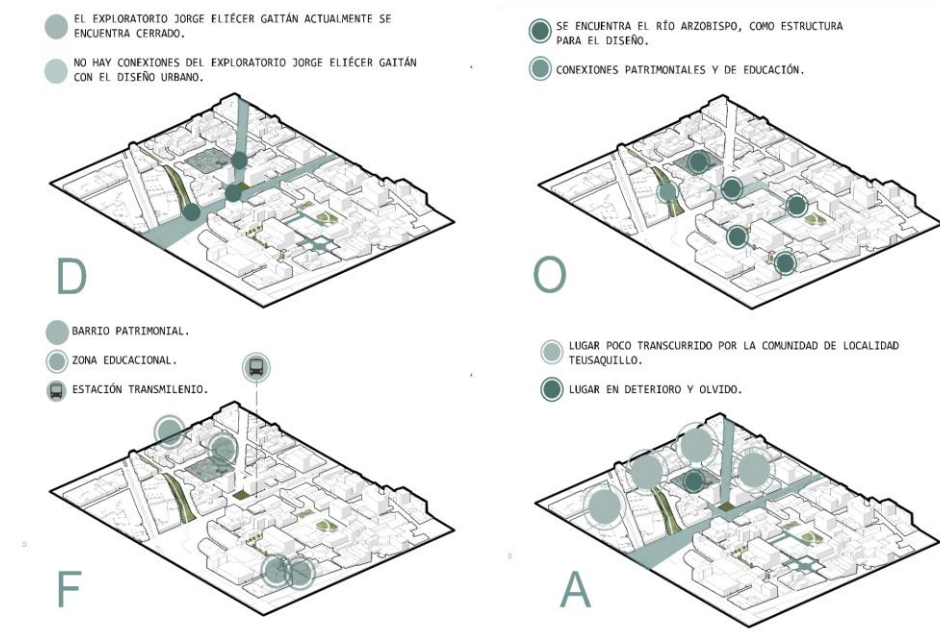 EL EXPLORATORIO JORGE ELIÉCER GAITÁN ACTUALMENTE SE
ENCUENTRA CERRADO.
NO HAY CONEXIONES DEL EXPLORATORIO JORGE ELIÉCER GAITÁN
CON EL DISEÑO URBANO.
D
SE ENCUENTRA EL RÍO ARZOBISPO, COMO ESTRUCTURA
PARA EL DISEÑO.
CONEXIONES PATRIMONIALES Y DE EDUCACIÓN.
O
BARRIO PATRIMONIAL.
ZONA EDUCACIONAL.
ESTACIÓN TRANSMILENIO.
F
LUGAR POCO TRANSCURRIDO POR LA COMUNIDAD DE LOCALIDAD
TEUSAQUILLO.
LUGAR EN DETERIORO Y OLVIDO.
A